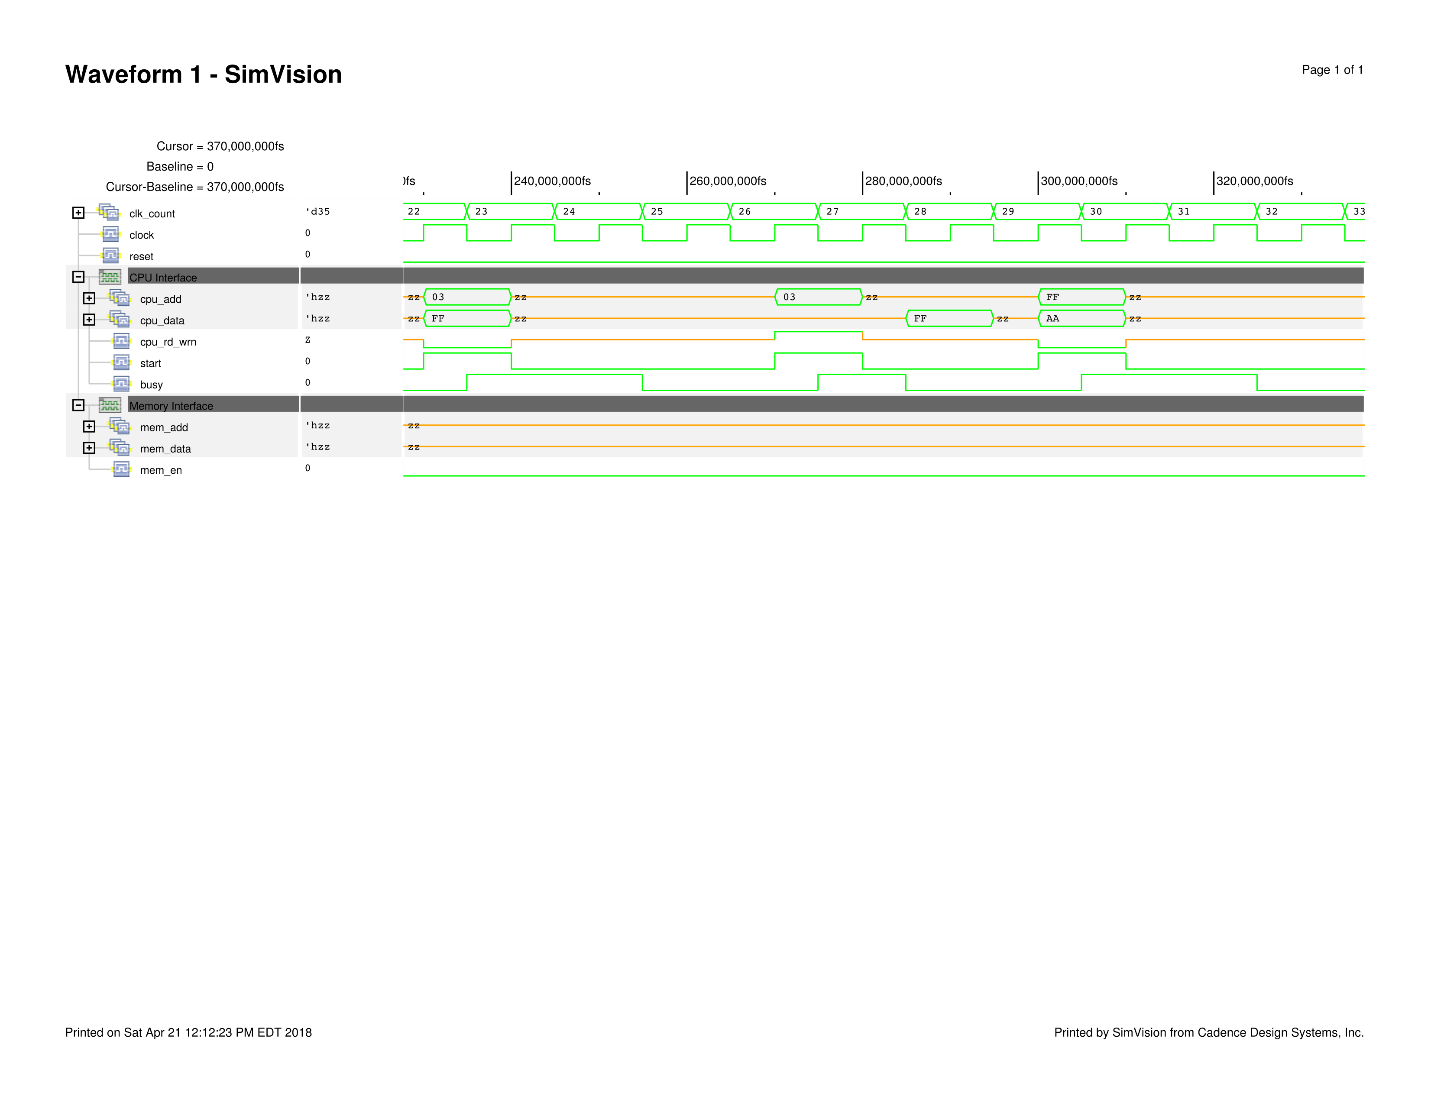 Waveform 1 - SimVision
Page 1 of 1
Cursor = 370,000,000fs
Baseline = 0
Cursor-Baseline = 370,000,000fs
)fs 240,000,000fs 260,000,000fs 280,000,000fs 300,000,000fs 320,000,000fs
clk_count 'd35 22 23 24 25 26 27 28 29 30 31 32 33
clock 0
reset 0
CPU Interface
cpu_add 'hzz zz 03 zz 03 zz FF zz
cpu_data 'hzz zz FF zz FF zz AA zz
cpu_rd_wrn z
start 0
busy 0
Memory Interface
mem_add 'hzz zz
mem_data 'hzz zz
mem_en 0
Printed on Sat Apr 21 12:12:23 PM EDT 2018
Printed by SimVision from Cadence Design Systems, Inc.